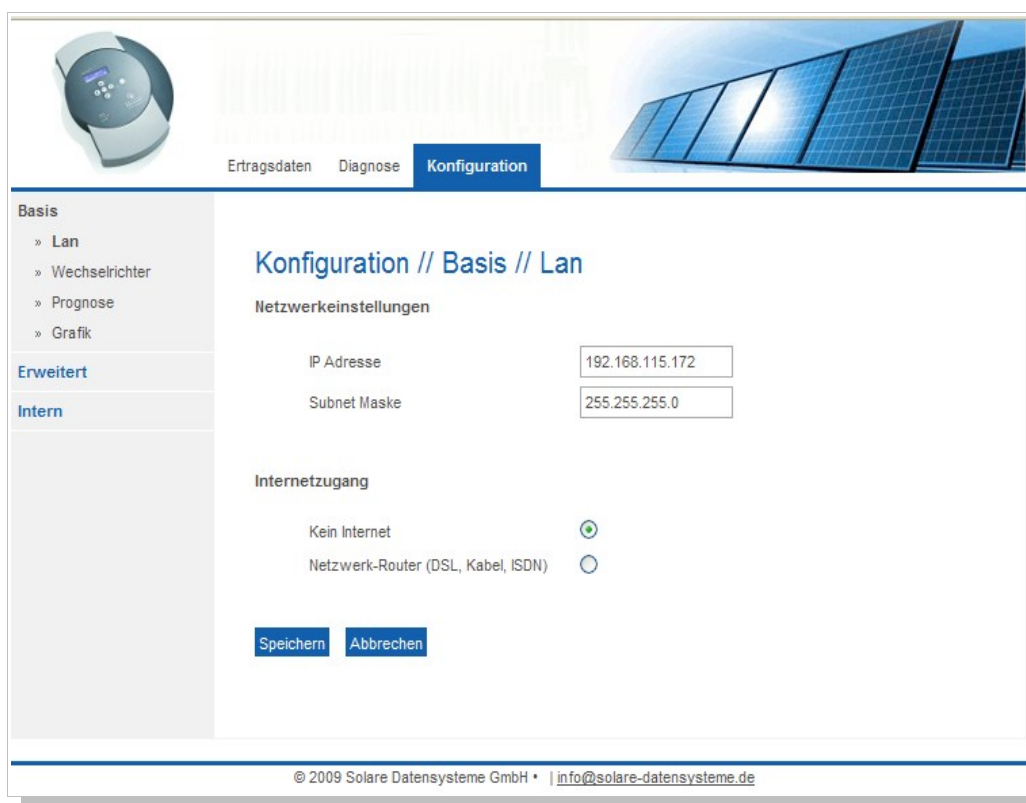 Ertragsdaten Diagnose Konfiguration
Basis
» Lan
» Wechselrichter
» Prognose
» Grafik
Erweitert
Intern
Konfiguration // Basis // Lan
Netzwerkeinstellungen
IP Adresse 192.168.115.172
Subnet Maske 255.255.255.0
Internetzugang
Kein Internet
Netzwerk-Router (DSL, Kabel, ISDN)
Speichern Abbrechen
© 2009 Solare Datensysteme GmbH • | info@solare-datensysteme.de